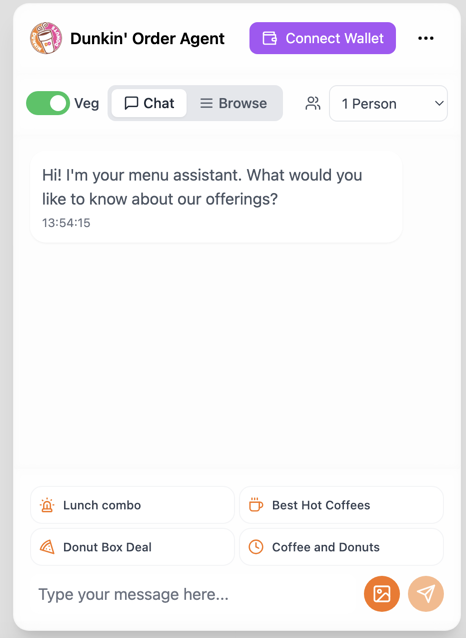 Dunkin' Order Agent
Connect Wallet
Veg
Chat
Browse
1 Person
Hi! I'm your menu assistant. What would you
like to know about our offerings?
13:54:15
Lunch combo
Best Hot Coffees
Donut Box Deal
Coffee and Donuts
Type your message here...